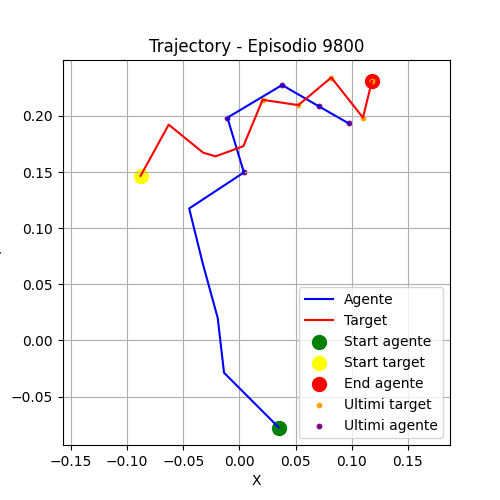 Trajectory - Episodio 9800
0.20
0.15
0.10
0.05
0.00
−0.05
−0.15
−0.10
−0.05
0.00
0.05
0.10
0.15
X
Agente
Target
Start agente
Start target
End agente
Ultimi target
Ultimi agente